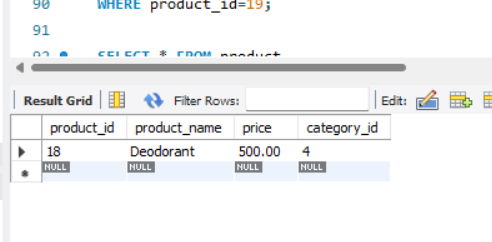 90 WHERE product_id=19;
91
92 SELECT * FROM product
Result Grid Filter Rows: Edit:
product_id product_name price category_id
18 Deodorant 500.00 4
NULL NULL NULL NULL